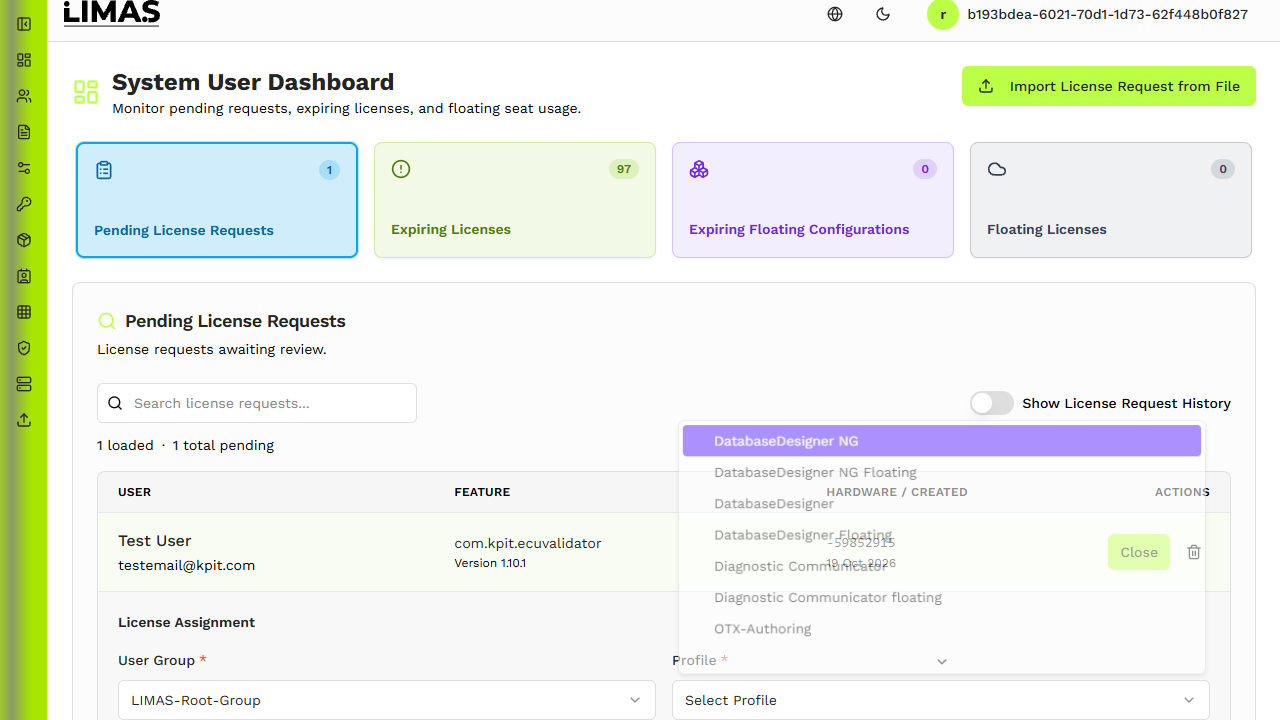 LIMAS
r
b193bdea-6021-70d1-1d73-62f448b0f827
System User Dashboard
Monitor pending requests, expiring licenses, and floating seat usage.
Import License Request from File
1
Pending License Requests
97
Expiring Licenses
0
Expiring Floating Configurations
0
Floating Licenses
Pending License Requests
License requests awaiting review.
Search license requests...
Show License Request History
1 loaded · 1 total pending
DatabaseDesigner NG
DatabaseDesigner NG Floating
DatabaseDesigner
DatabaseDesigner Floating
Diagnostic Communicator
Diagnostic Communicator floating
OTX-Authoring
USER
FEATURE
HARDWARE / CREATED
ACTIONS
Test User
testemail@kpit.com
com.kpit.ecuvalidator
Version 1.10.1
-59852915
19 Oct 2026
Close
License Assignment
User Group *
Profile *
LIMAS-Root-Group
Select Profile